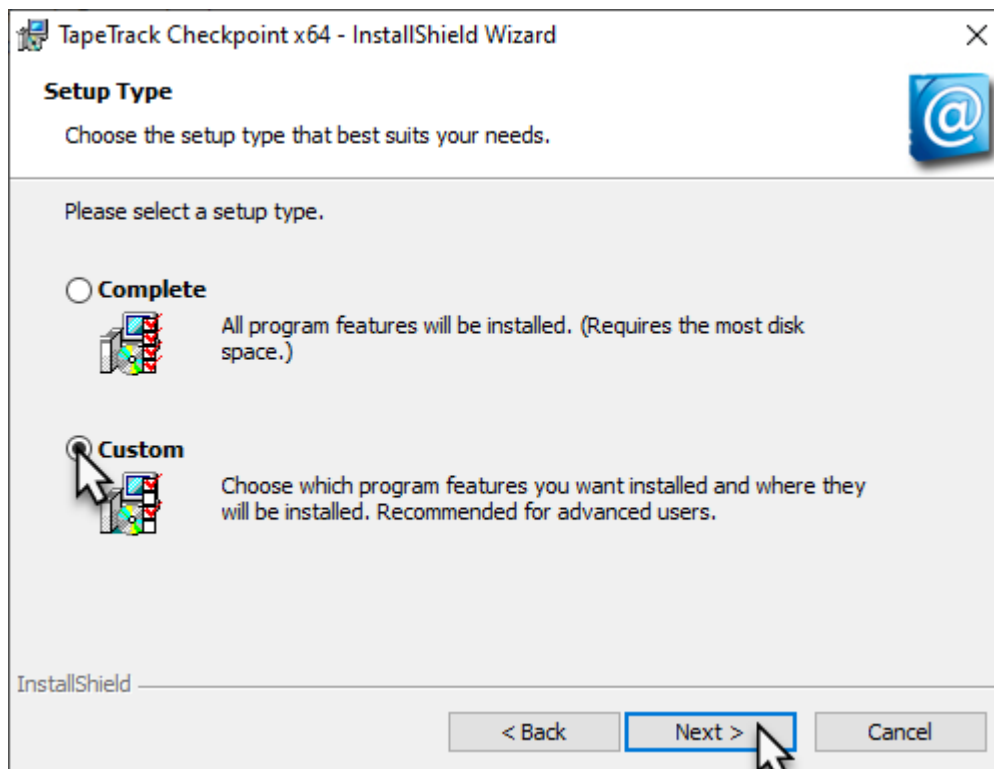 TapeTrack Checkpoint x64 - InstallShield Wizard
Setup Type
Choose the setup type that best suits your needs.
Please select a setup type.
Complete
All program features will be installed. (Requires the most disk
space.)
Custom
Choose which program features you want installed and where they
will be installed. Recommended for advanced users.
InstallShield
< Back
Next >
Cancel